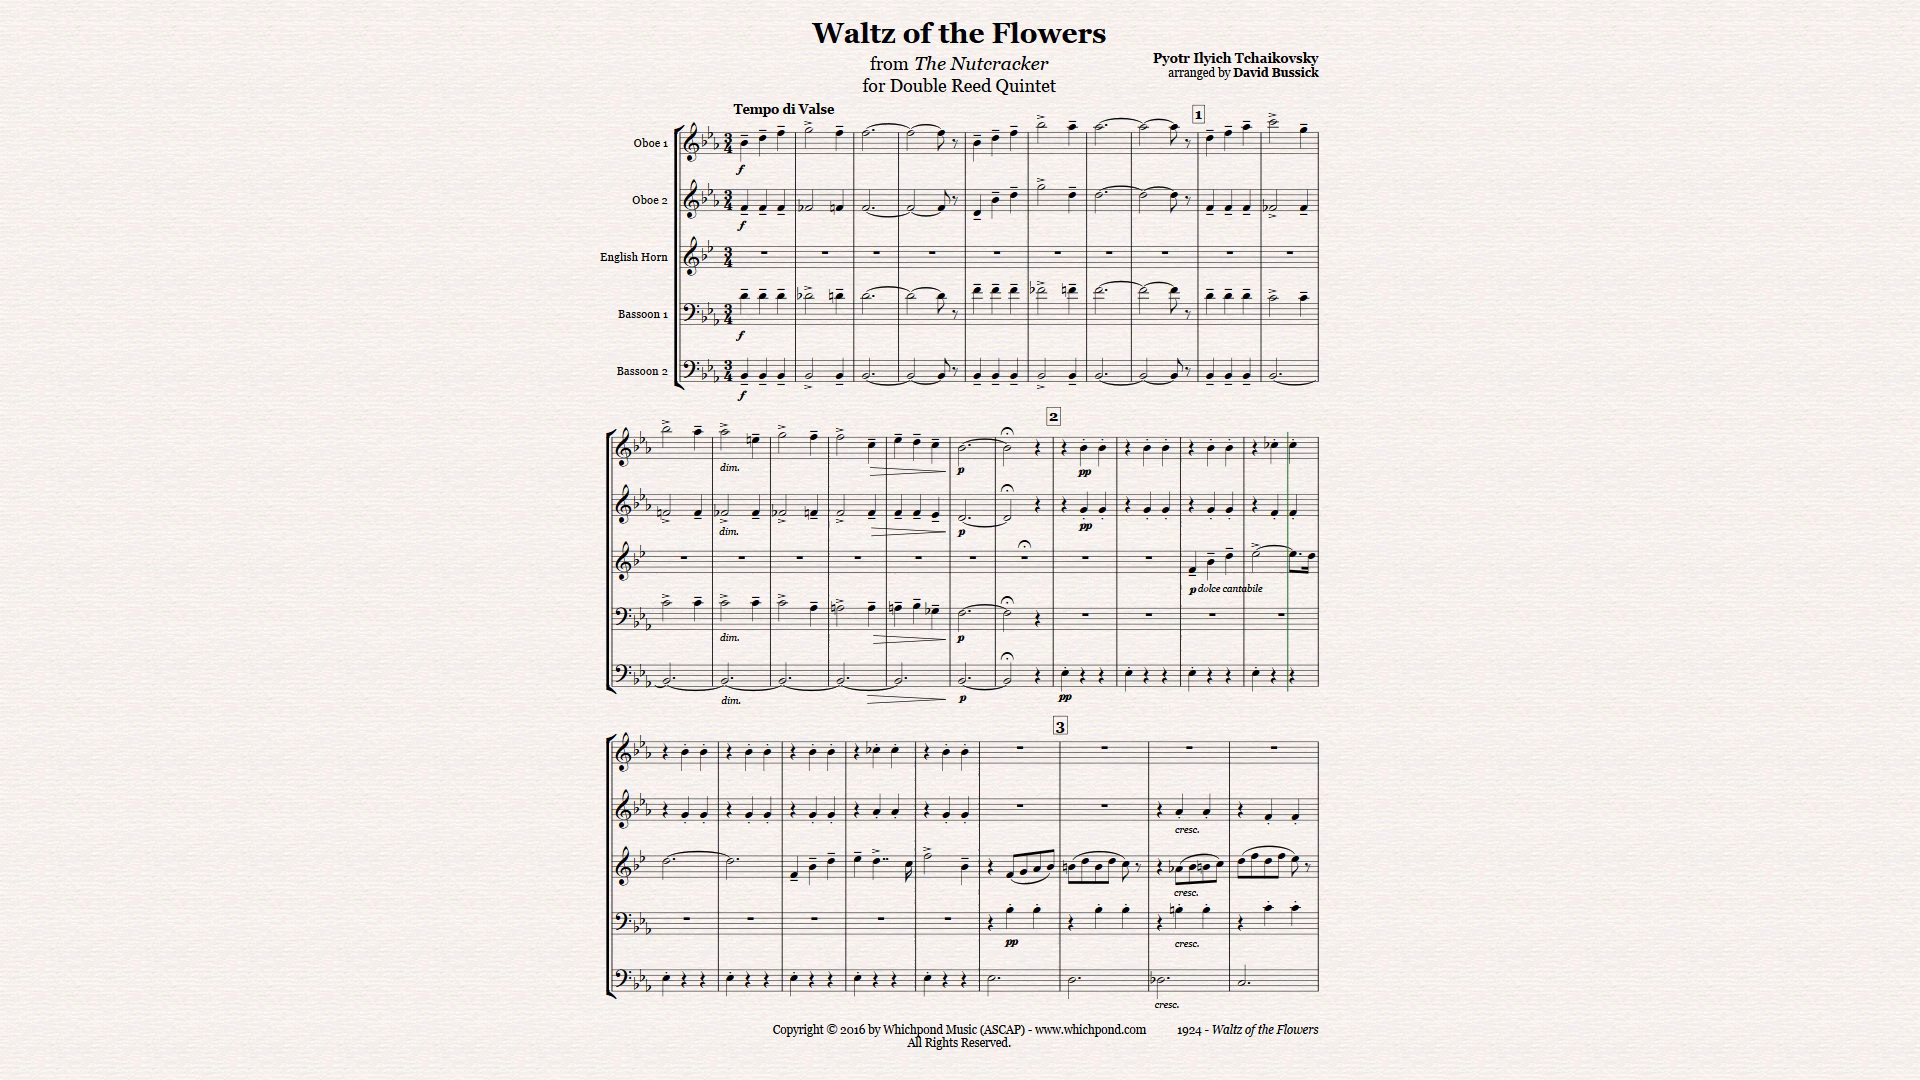 Waltz of the Flowers
from The Nutcracker
for Double Reed Quintet
Pyotr Ilyich Tchaikovsky
arranged by David Bussick
Tempo di Valse
1
Oboe 1
f
Oboe 2
f
English Horn
Bassoon 1
f
Bassoon 2
f
2
dim.
p
pp
dim.
p
pp
p dolce cantabile
dim.
p
dim.
p
pp
3
cresc.
cresc.
pp
cresc.
cresc.
Copyright © 2016 by Whichpond Music (ASCAP) - www.whichpond.com
All Rights Reserved.
1924 - Waltz of the Flowers